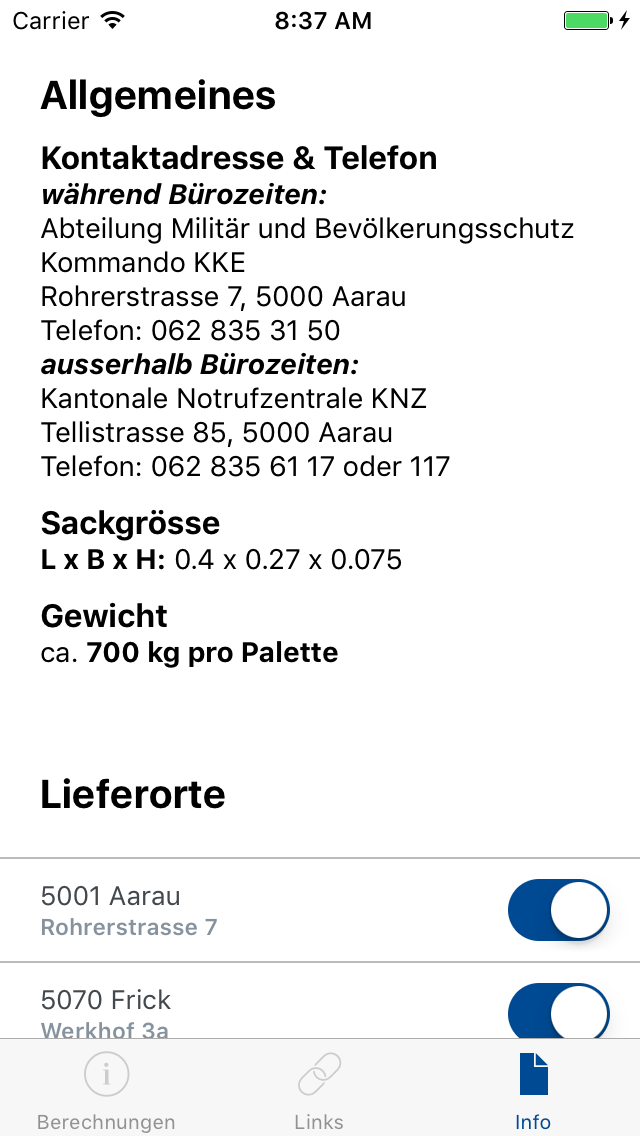 Carrier 8:37 AM
Allgemeines
Kontaktadresse & Telefon
während Bürozeiten:
Abteilung Militär und Bevölkerungsschutz
Kommando KKE
Rohrerstrasse 7, 5000 Aarau
Telefon: 062 835 31 50
ausserhalb Bürozeiten:
Kantonale Notrufzentrale KNZ
Tellistrasse 85, 5000 Aarau
Telefon: 062 835 61 17 oder 117
Sackgrösse
L x B x H: 0.4 x 0.27 x 0.075
Gewicht
ca. 700 kg pro Palette
Lieferorte
5001 Aarau
Rohrerstrasse 7
5070 Frick
Werkhof 3a
Berechnungen Links Info